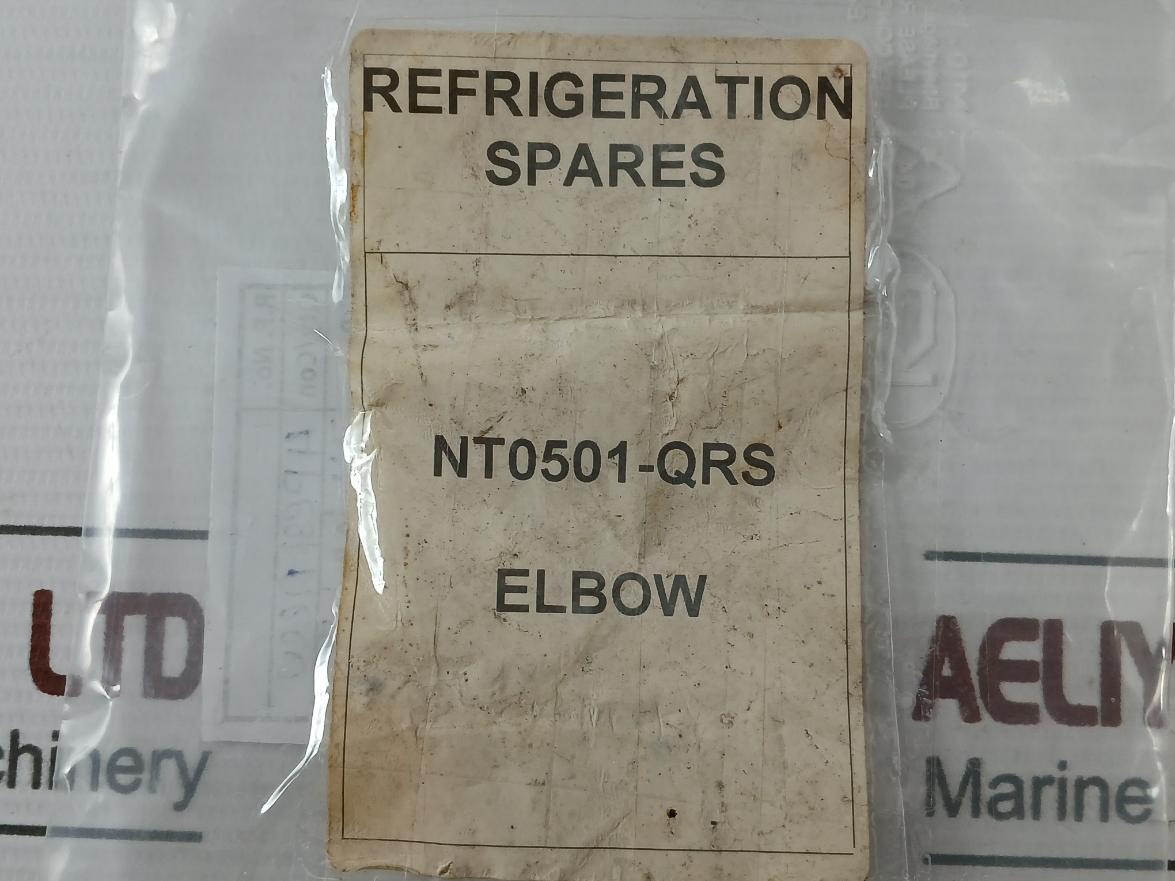 REFRIGERATION
SPARES
NT0501-QRS
ELBOW
LTD
AELIY
chinery
Marine